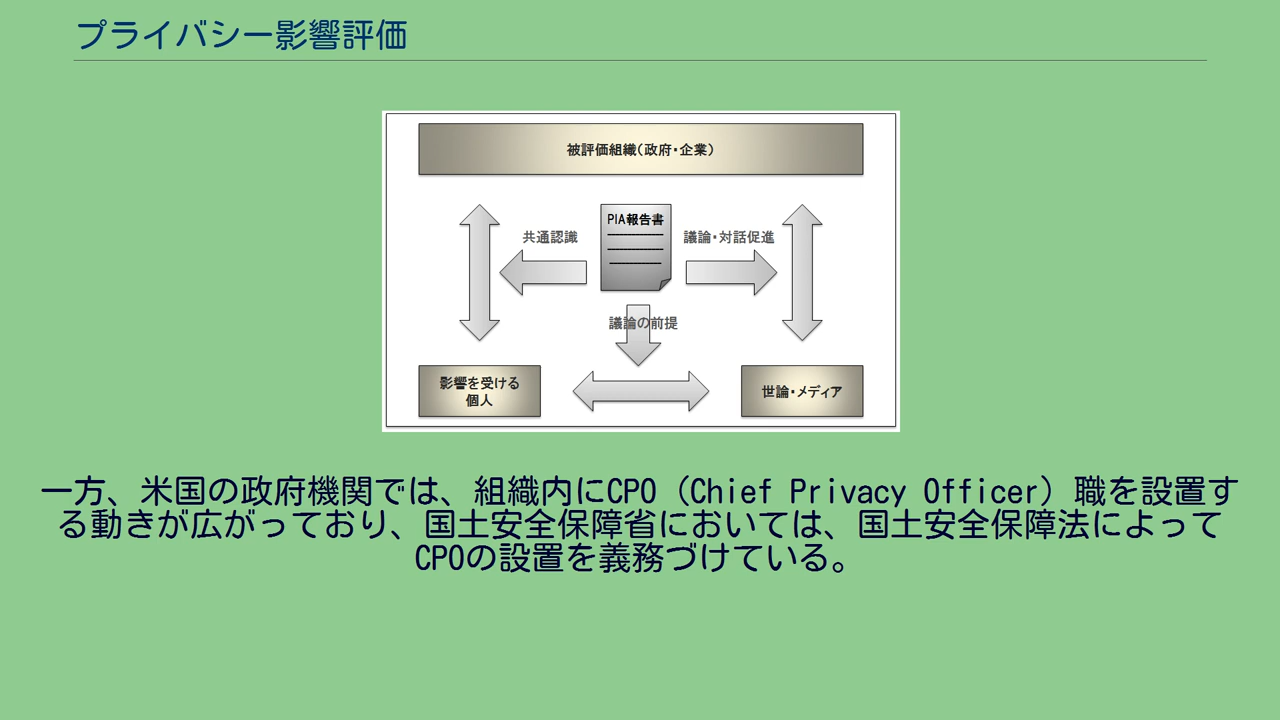 プライバシー影響評価
被評価組織(政府・企業)
PIA報告書
共通認識
議論・対話促進
議論の前提
影響を受ける
個人
世論・メディア
一方、米国の政府機関では、組織内にCPO（Chief Privacy Officer）職を設置す
る動きが広がっており、国土安全保障省においては、国土安全保障法によって
CPOの設置を義務づけている。